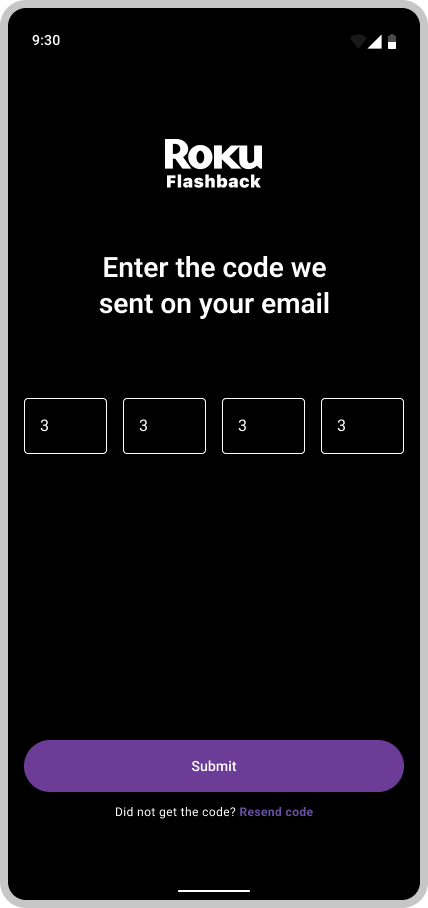 9:30
Roku
Flashback
Enter the code we
sent on your email
3 3 3 3
Submit
Did not get the code? Resend code